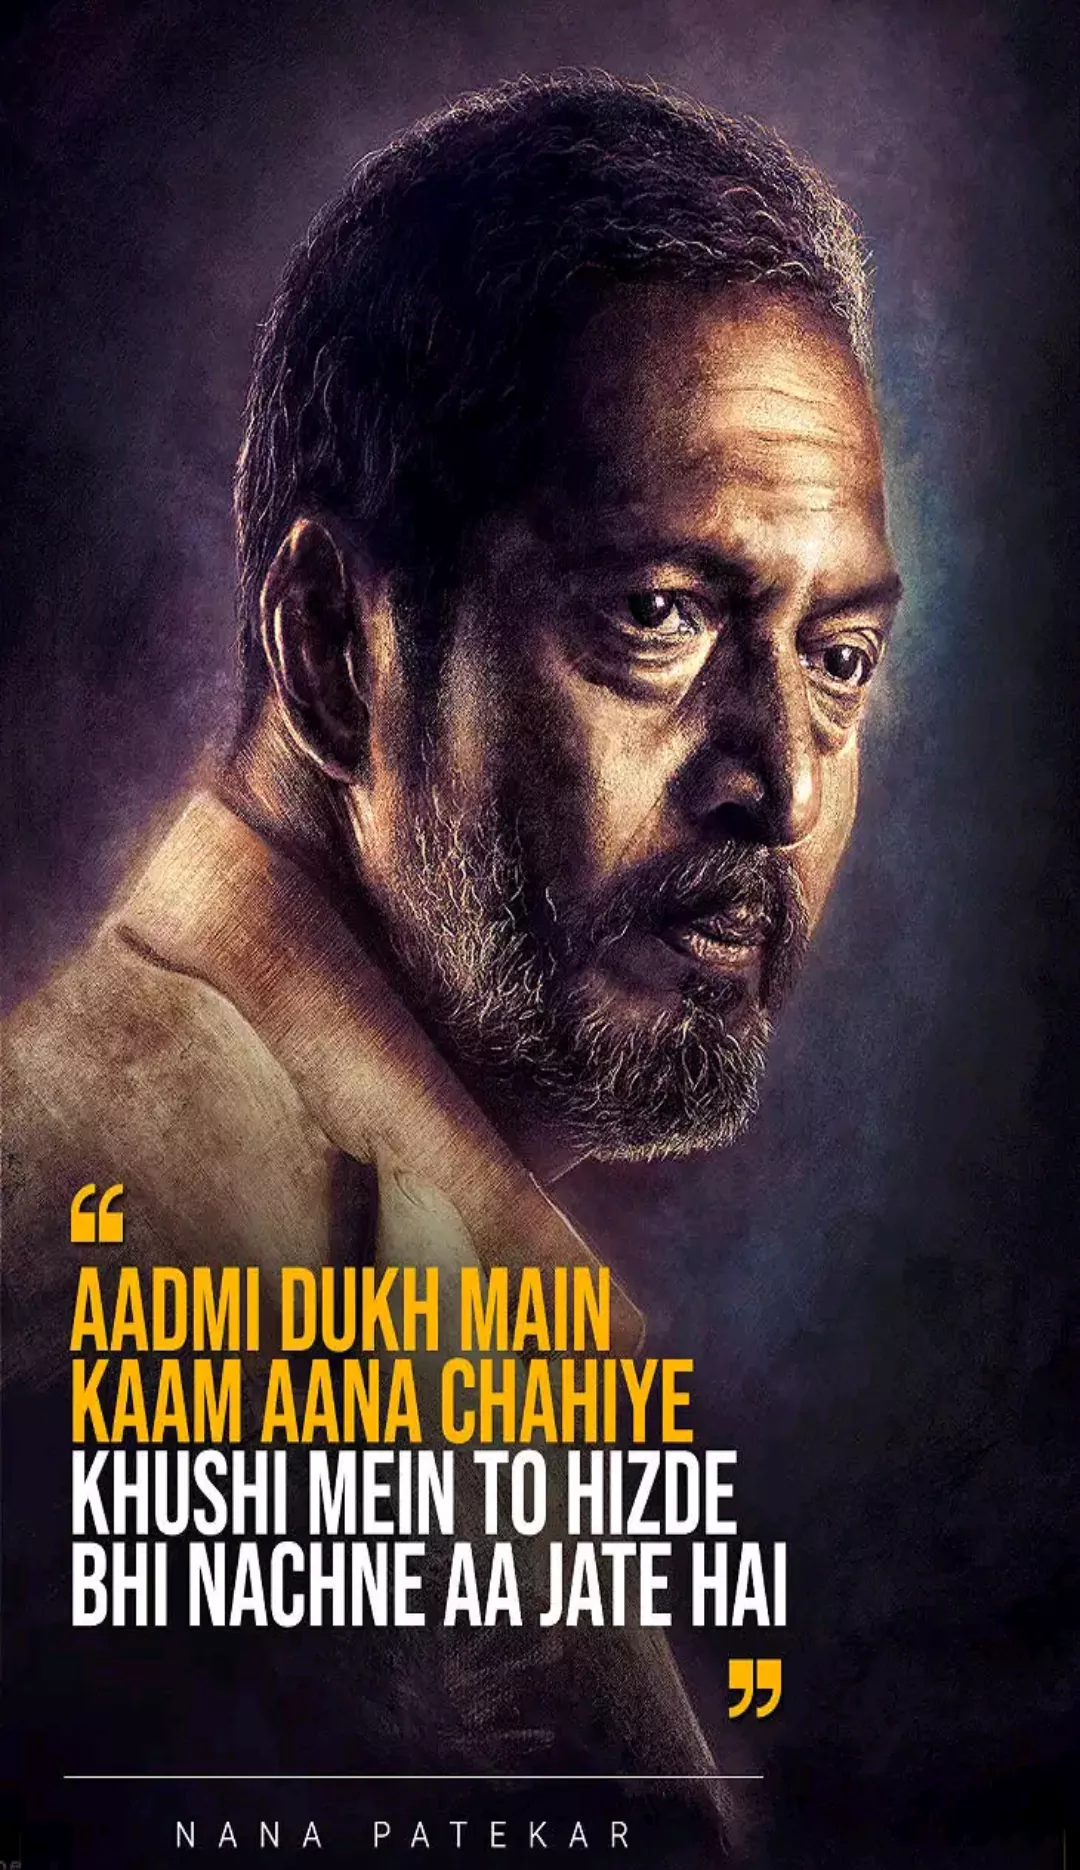 “
AADMI DUKH MAIN
KAAM AANA CHAHIYE
KHUSHI MEIN TO HIZDE
BHI NACHNE AA JATE HAI
”
NANA PATEKAR